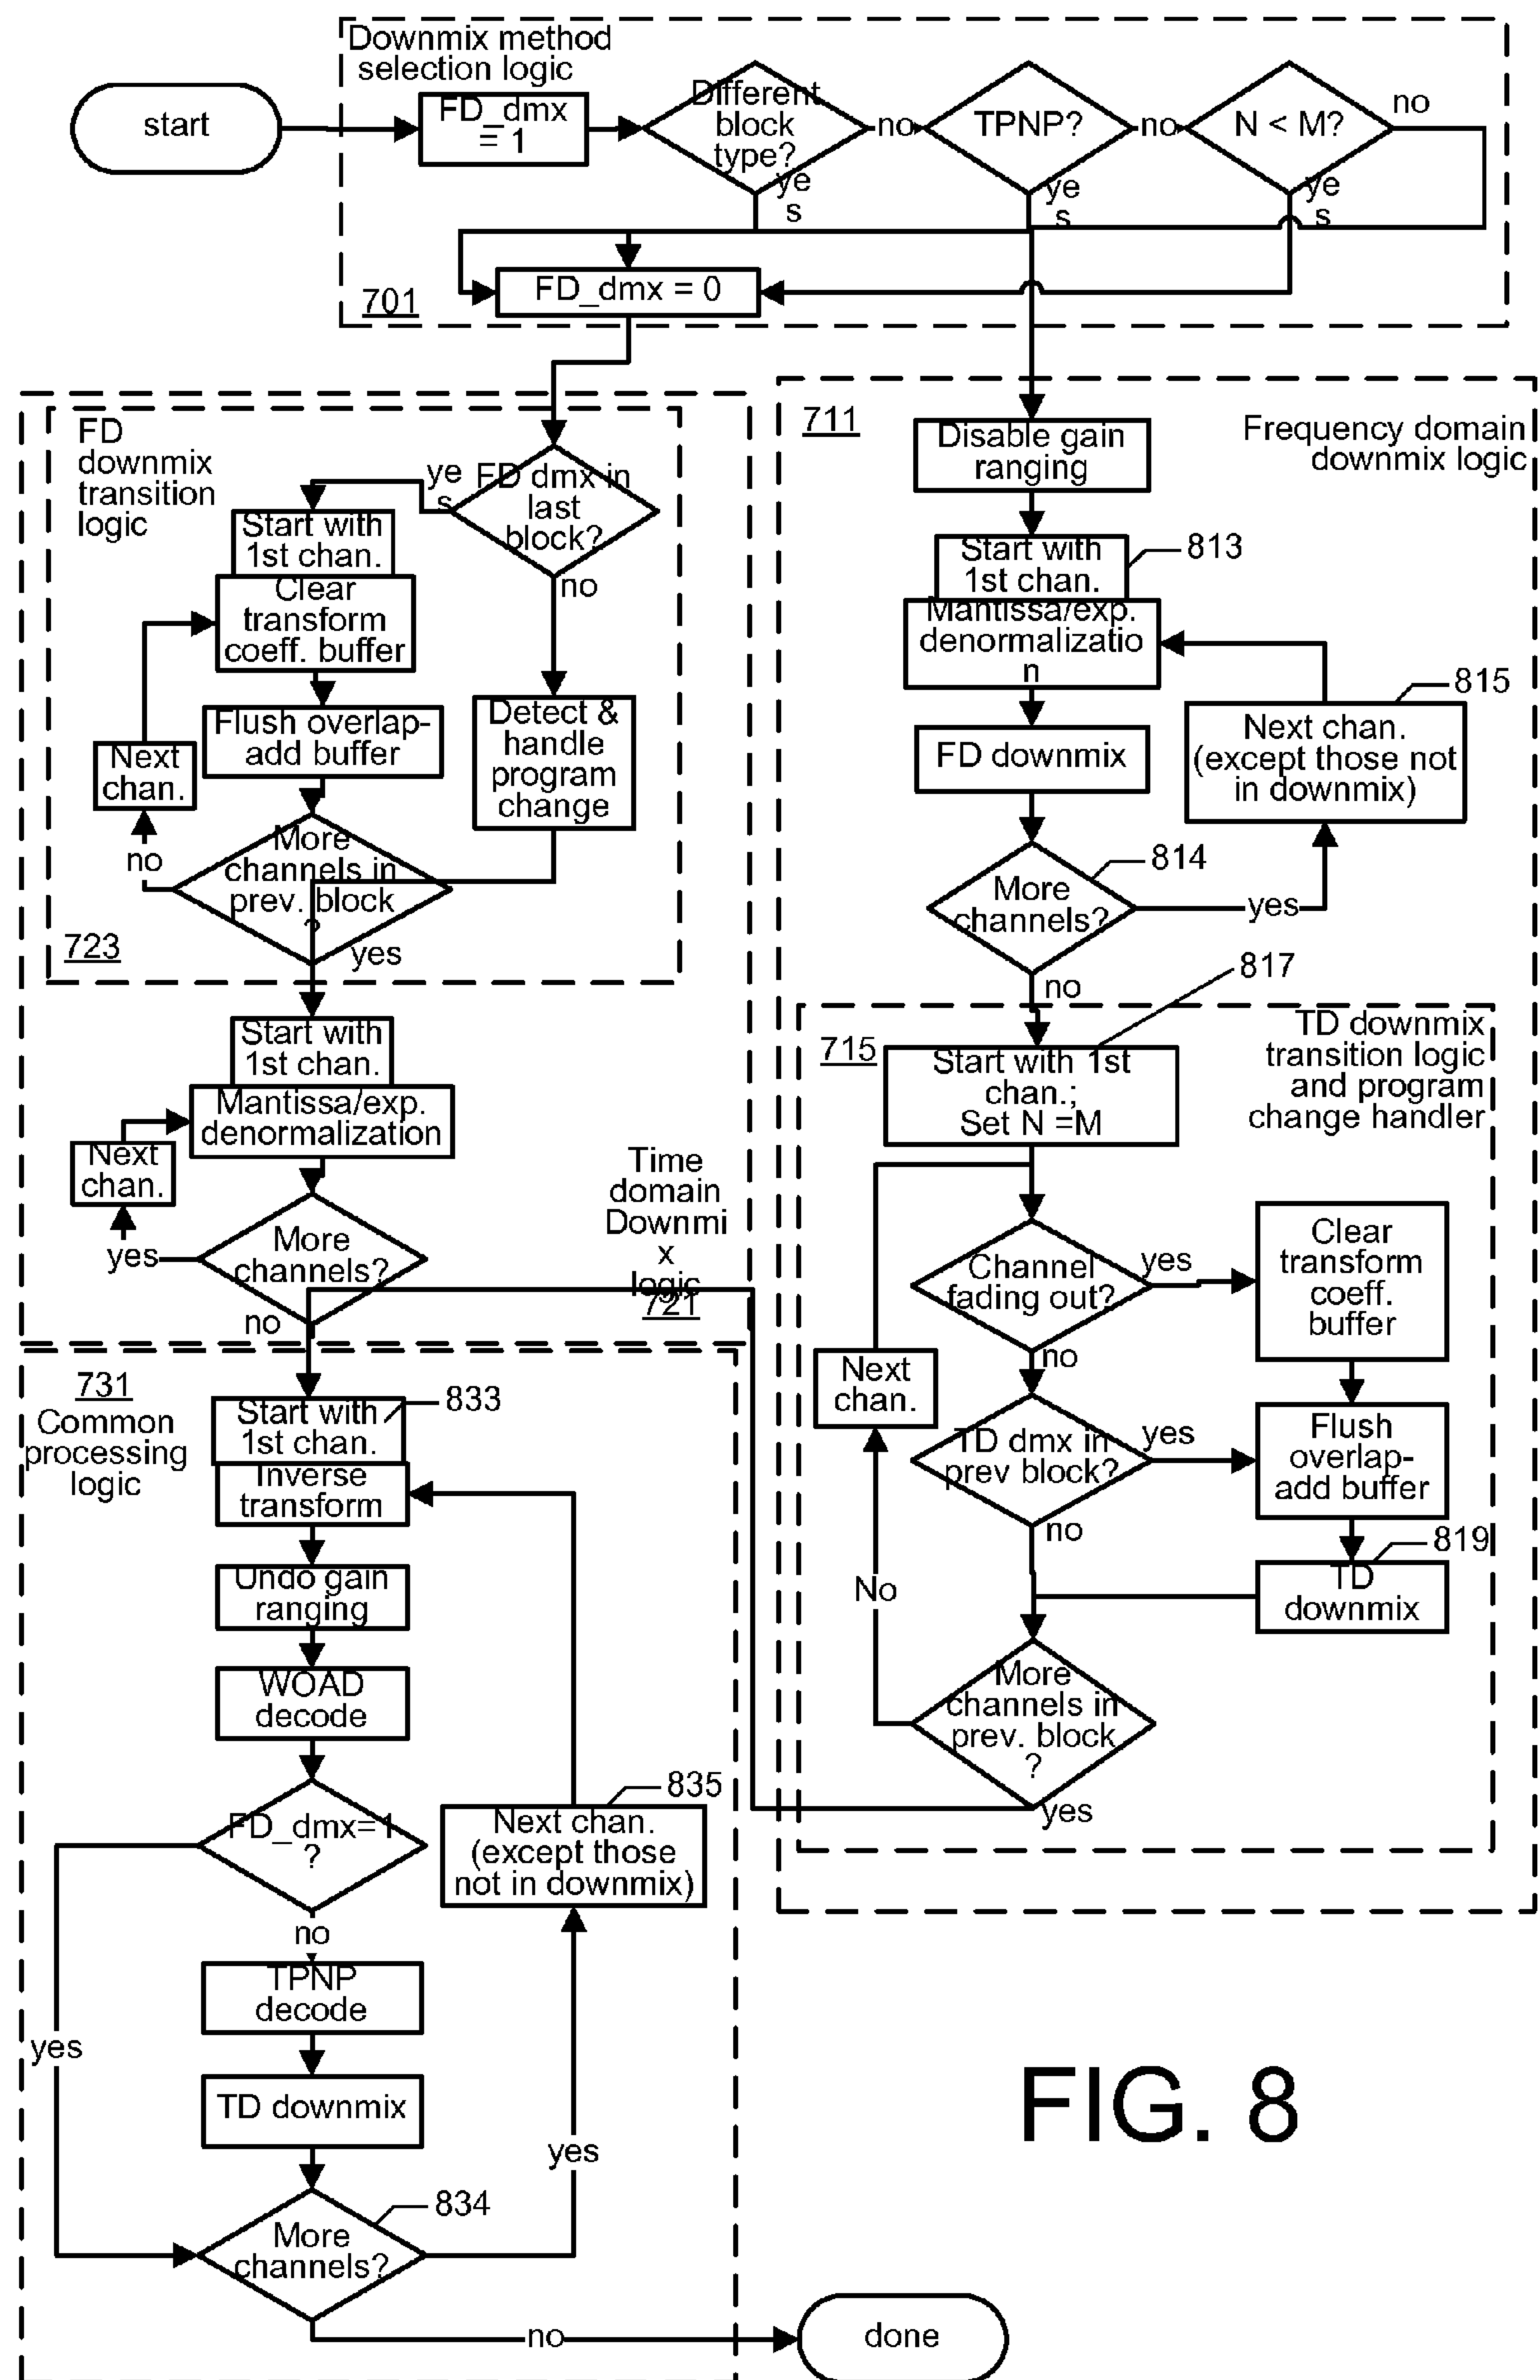 Downmix method
selection logic
start
FD_dmx
= 1
Different
block
type?
no
TPNP?
no
N < M?
no
ye
s
ye
s
ye
s
FD_dmx = 0
701
FD
downmix
transition
logic
ye
s
FD dmx in
last
block?
no
Start with
1st chan.
Clear
transform
coeff. buffer
Flush overlap-
add buffer
Next
chan.
Detect &
handle
program
change
no
More
channels in
prev. block
?
yes
723
Start with
1st chan.
Mantissa/exp.
denormalization
Next
chan.
yes
More
channels?
no
Time
domain
Downmi
x
logic
721
711
Frequency domain
downmix logic
Disable gain
ranging
Start with
1st chan.
813
Mantissa/exp.
denormalizatio
n
815
Next chan.
(except those not
in downmix)
FD downmix
814
More
channels?
yes
no
817
715
TD downmix
transition logic
and program
change handler
Start with 1st
chan.;
Set N =M
Channel
fading out?
yes
Clear
transform
coeff.
buffer
no
Next
chan.
TD dmx in
prev block?
yes
Flush
overlap-
add buffer
no
819
TD
downmix
No
More
channels in
prev. block
?
yes
731
Common
processing
logic
833
Start with
1st chan.
Inverse
transform
Undo gain
ranging
WOAD
decode
FD_dmx=1
?
835
Next chan.
(except those
not in downmix)
no
TPNP
decode
yes
TD downmix
yes
834
More
channels?
no
done
FIG. 8